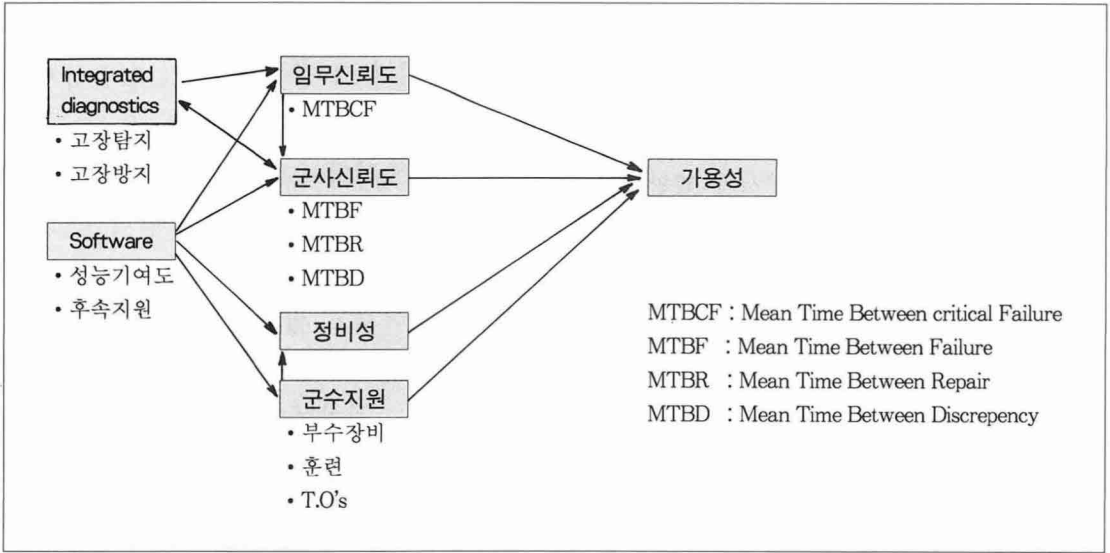 Integrated
diagnostics
• 고장탐지
• 고장방지
Software
• 성능기여도
• 후속지원
임무신뢰도
• MTBCF
군사신뢰도
• MTBF
• MTBR
• MTBD
정비성
군수지원
• 부수장비
• 훈련
• T.O's
가용성
MTBCF : Mean Time Between critical Failure
MTBF : Mean Time Between Failure
MTBR : Mean Time Between Repair
MTBD : Mean Time Between Discrepency